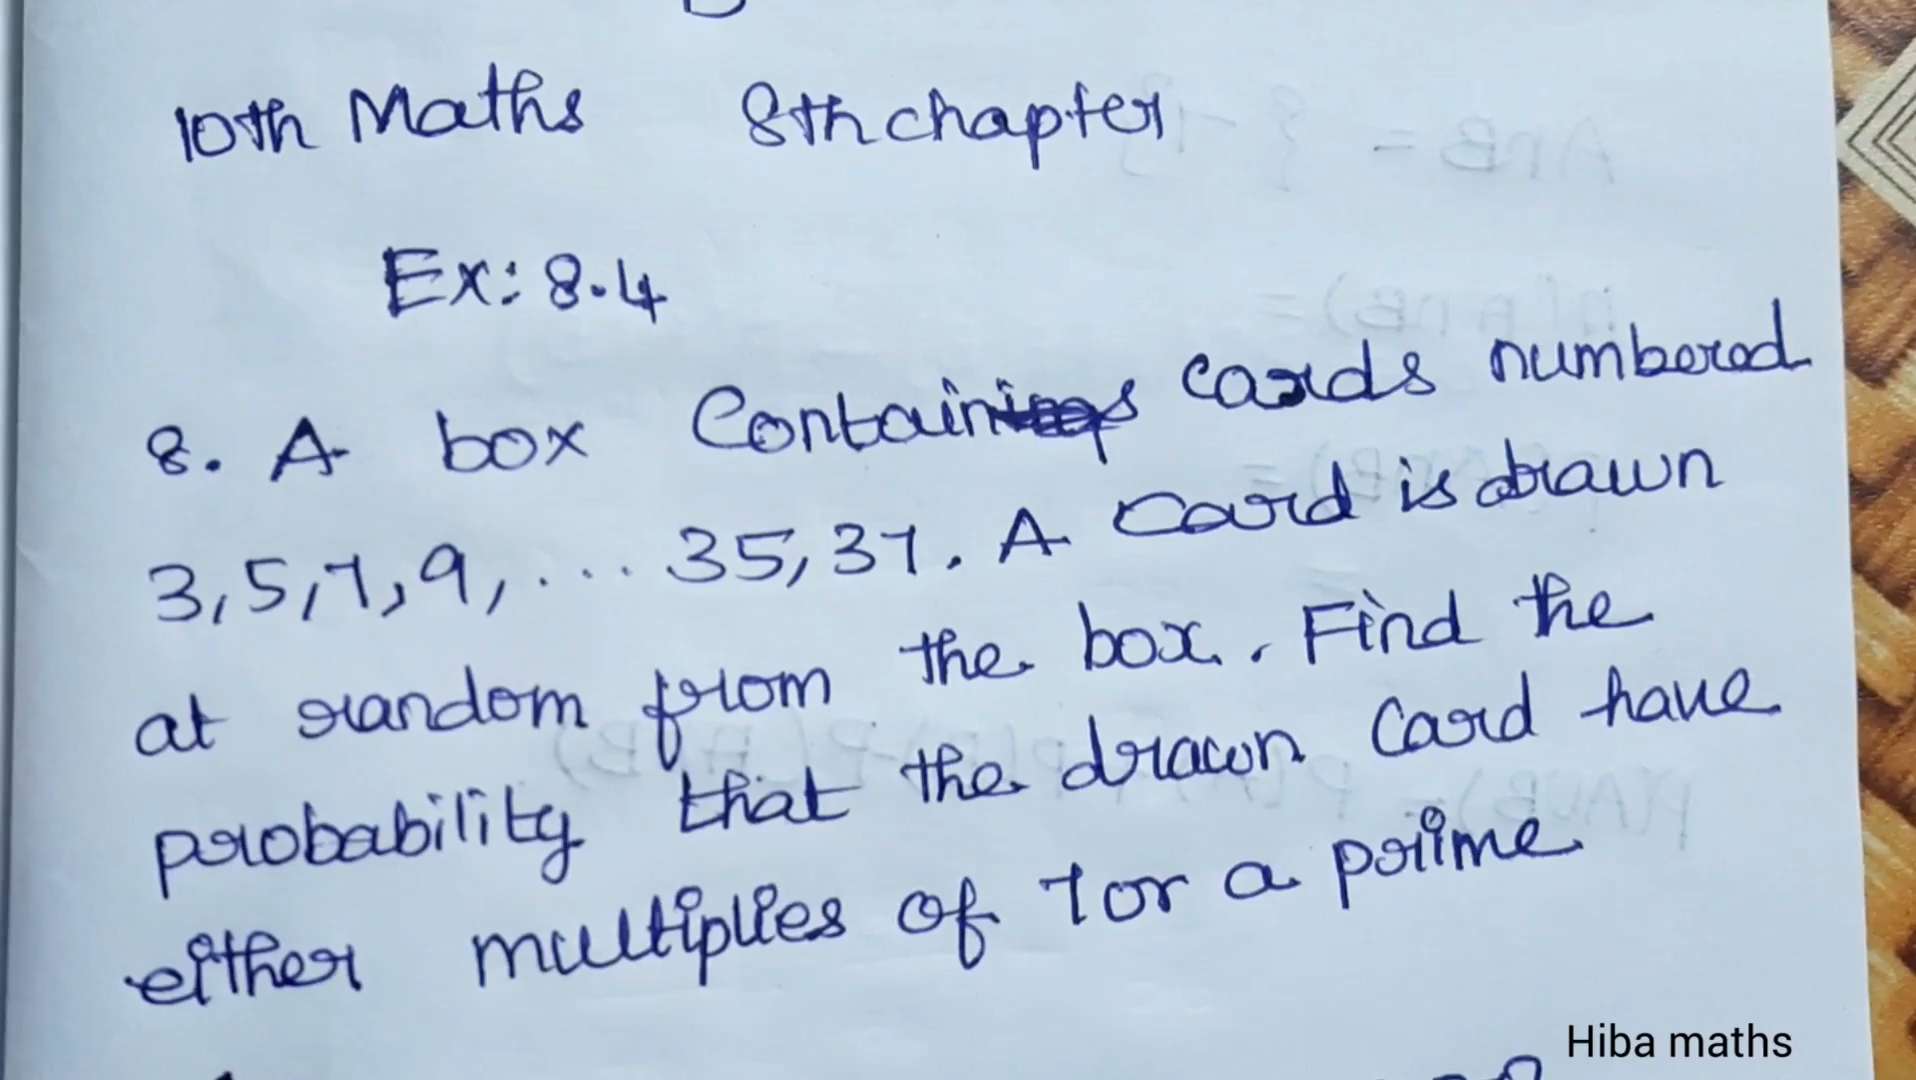 10th Maths 8th chapter
Ex: 8.4
8. A box Contains cards numbered
3,5,7,9,... 35,37. A Card is drawn
at random from the box. Find the
probability that the drawn Card have
either multiples of 7 or a prime
Hiba maths